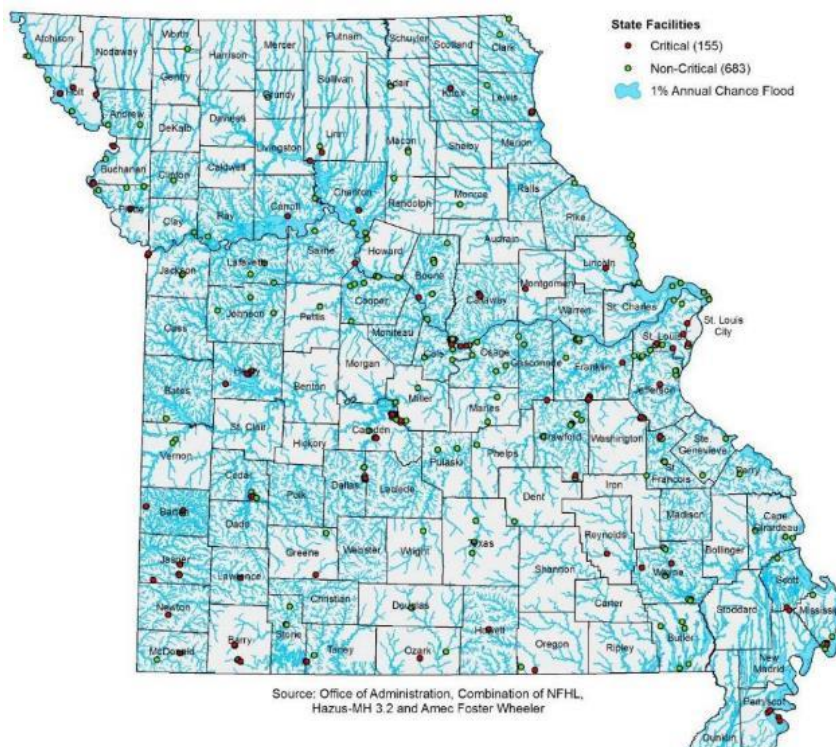 State Facilities
Critical (155)
Non-Critical (683)
1% Annual Chance Flood
Atchison
Nodaway
Worth
Harrison
Mercer
Putnam
Schuyler
Scotland
Clark
Gentry
Sullivan
Adair
Knox
Lewis
Holt
Andrew
DeKalb
Daviess
Grundy
Linn
Macon
Shelby
Marion
Buchanan
Clinton
Caldwell
Livingston
Chariton
Randolph
Monroe
Ralls
Pike
Platte
Clay
Ray
Carroll
Saline
Howard
Audrain
Lincoln
Jackson
Lafayette
Cooper
Boone
Callaway
Montgomery
Warren
St. Charles
St. Louis
City
St. Louis
Cass
Johnson
Pettis
Moniteau
Cole
Osage
Gasconade
Franklin
Jefferson
Bates
Henry
Benton
Morgan
Miller
Maries
Camden
St. Clair
Hickory
Crawford
Washington
Ste.
Genevieve
Vernon
Cedar
Polk
Dallas
Laclede
Pulaski
Phelps
Dent
Iron
St
Francois
Perry
Barton
Dade
Madison
Cape
Girardeau
Jasper
Greene
Webster
Wright
Texas
Reynolds
Bollinger
Lawrence
Shannon
Wayne
Scott
Newton
Christian
Douglas
Carter
Stoddard
Mississippi
McDonald
Barry
Stone
Taney
Ozark
Howell
Oregon
Ripley
Butler
New
Madrid
Pemiscot
Dunklin
Source: Office of Administration, Combination of NFHL,
Hazus-MH 3.2 and Amec Foster Wheeler